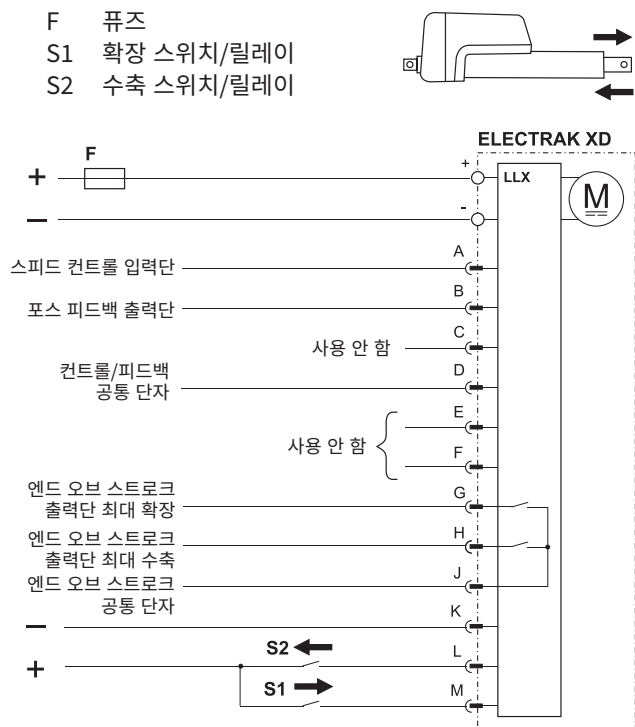 F 퓨즈
S1 확장 스위치/릴레이
S2 수축 스위치/릴레이
ELECTRAK XD
F
+
+
LLX
M
-
−
A
스피드 컨트롤 입력단
B
포스 피드백 출력단
C
사용 안 함
D
컨트롤/피드백
공통 단자
E
사용 안 함
F
G
엔드 오브 스트로크
출력단 최대 확장
H
엔드 오브 스트로크
출력단 최대 수축
J
엔드 오브 스트로크
공통 단자
K
−
S2
L
+
S1
M